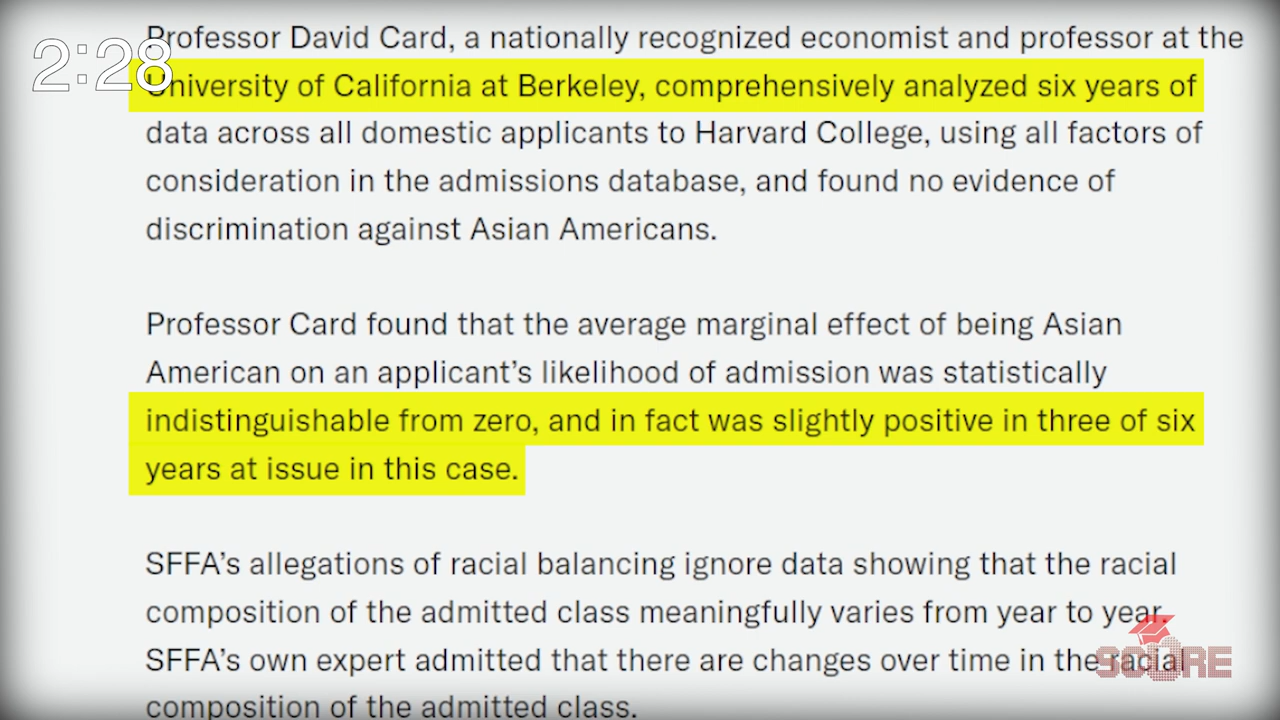 2:28
Professor David Card, a nationally recognized economist and professor at the
University of California at Berkeley, comprehensively analyzed six years of
data across all domestic applicants to Harvard College, using all factors of
consideration in the admissions database, and found no evidence of
discrimination against Asian Americans.
Professor Card found that the average marginal effect of being Asian
American on an applicant’s likelihood of admission was statistically
indistinguishable from zero, and in fact was slightly positive in three of six
years at issue in this case.
SFFA’s allegations of racial balancing ignore data showing that the racial
composition of the admitted class meaningfully varies from year to year.
SFFA’s own expert admitted that there are changes over time in the racial
composition of the admitted class.
SCORE